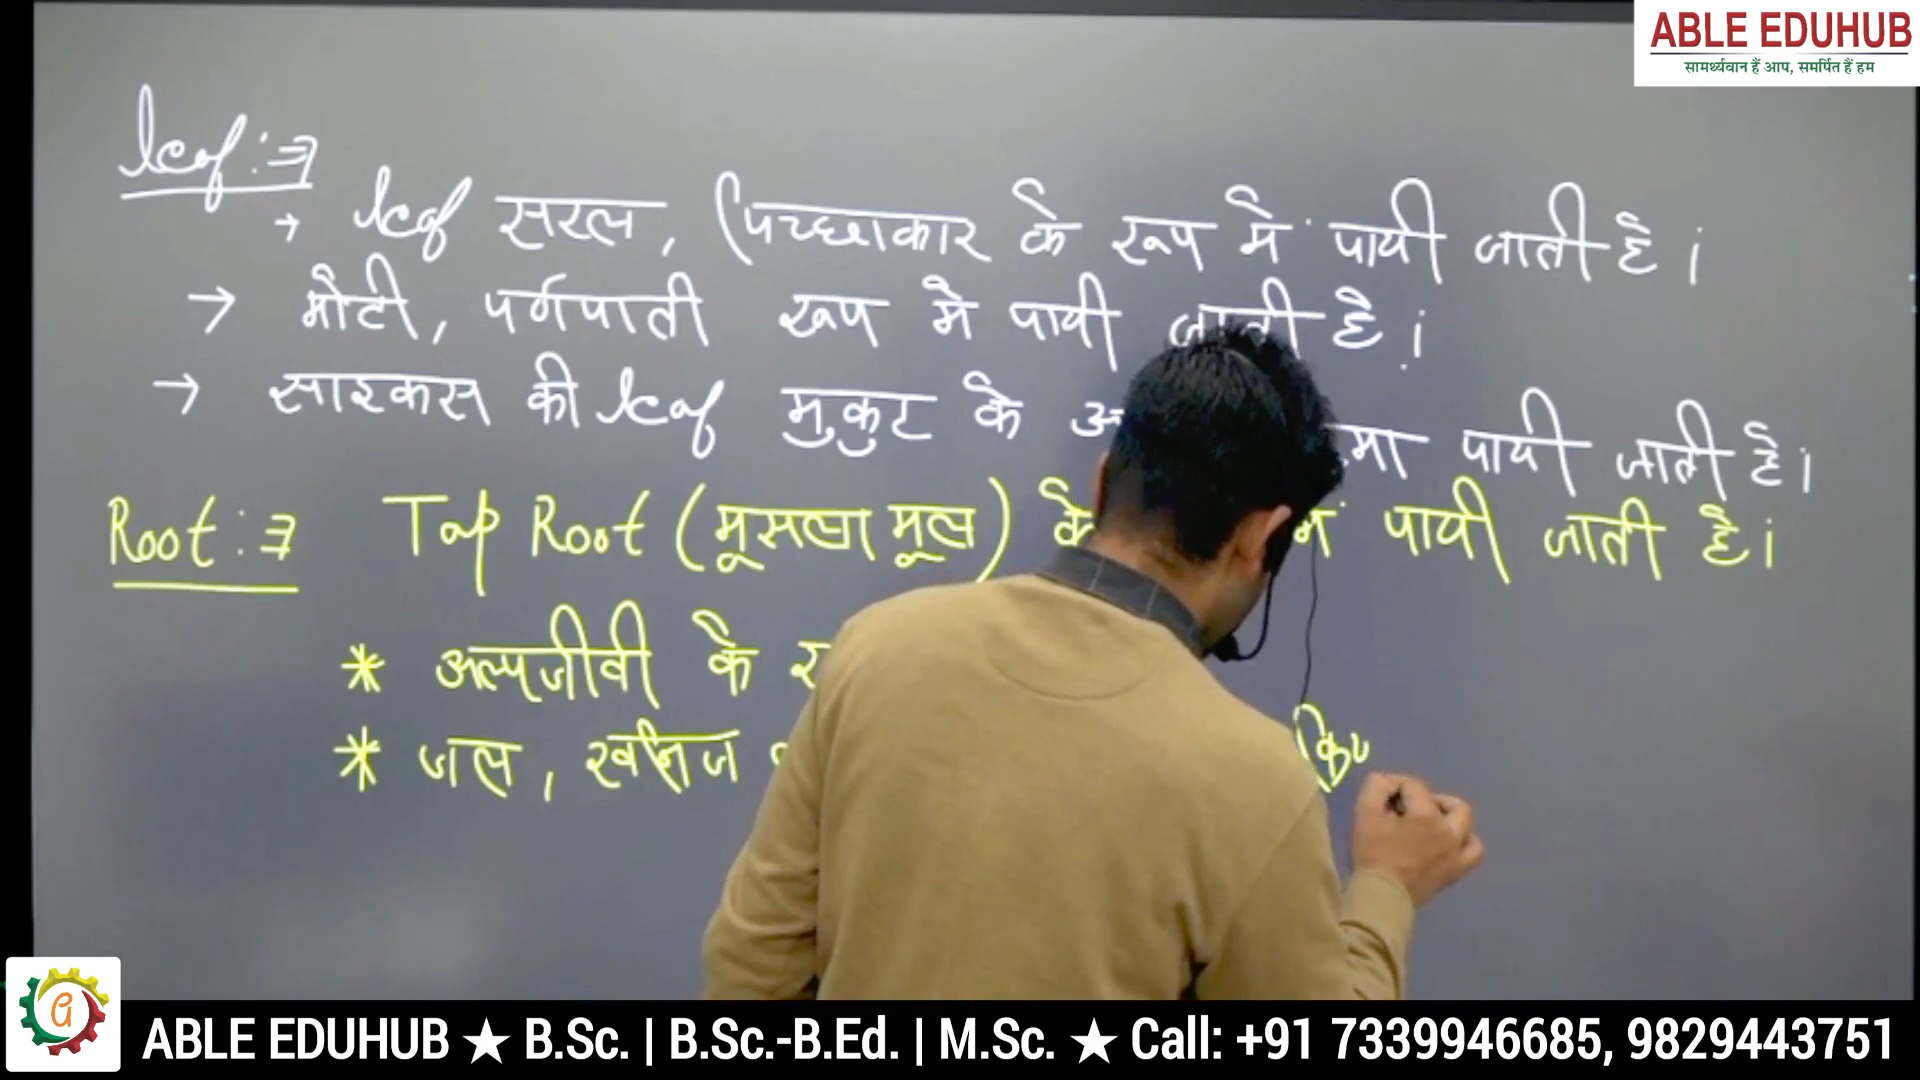 ABLE EDUHUB
सामर्थ्यवान हैं आप, समर्पित हैं हम
leaf :⇒
→ leaf सरल, पिच्छाकार के रूप में पायी जाती है।
→ मोटी, पर्णपाती रूप मे पायी जाती है।
→ साइकस की leaf मुकुट के पायी जाती है।
Root :⇒ Tap Root (मूसला मूल) के में पायी जाती है।
* अल्पजीवी के
* जल, खनिज
ABLE EDUHUB ★ B.Sc. | B.Sc.-B.Ed. | M.Sc. ★ Call: +91 7339946685, 9829443751